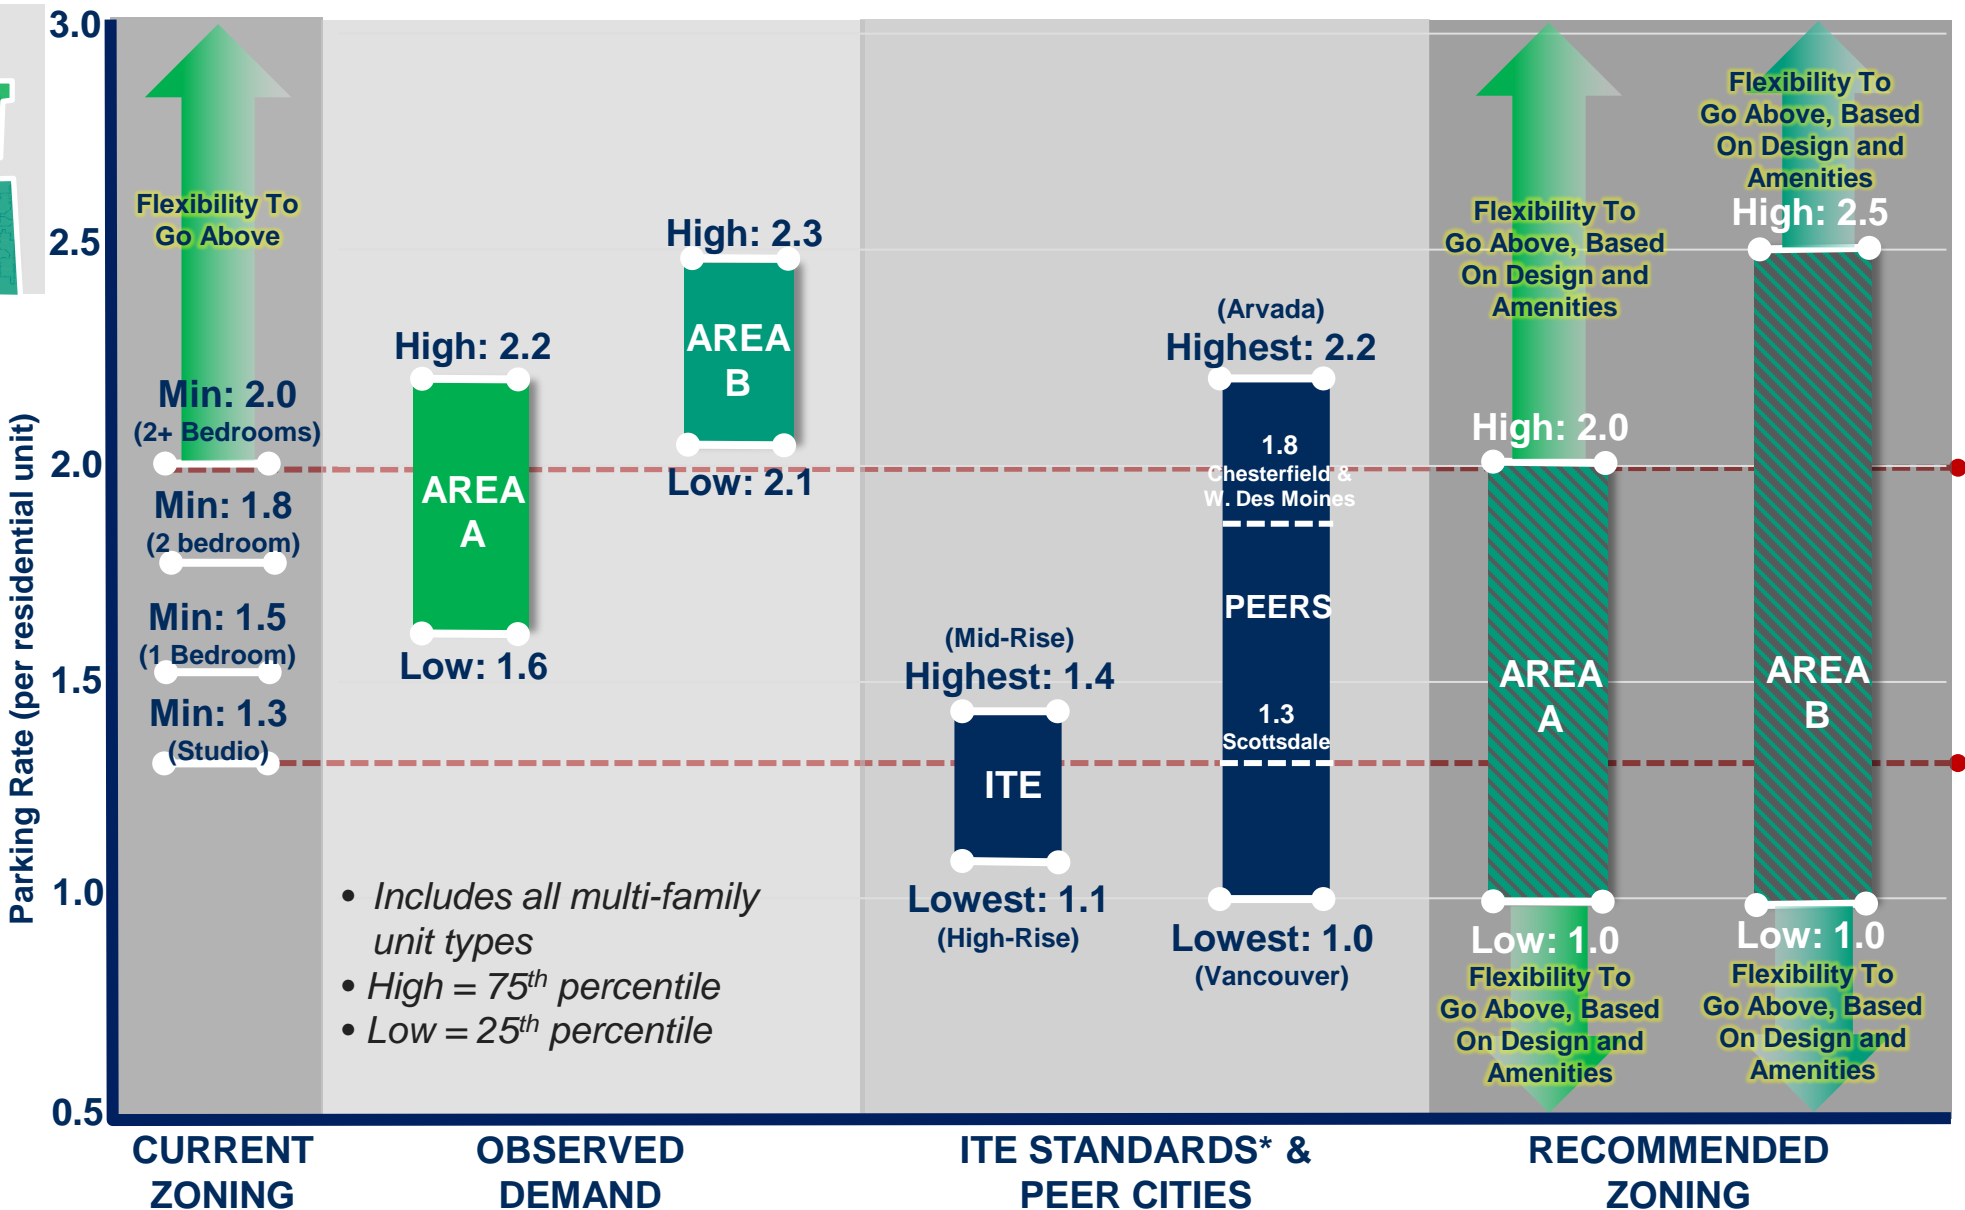 Parking Rate (per residential unit)
3.0
2.5
2.0
1.5
1.0
0.5
Flexibility To
Go Above
Min: 2.0
(2+ Bedrooms)
Min: 1.8
(2 bedroom)
Min: 1.5
(1 Bedroom)
Min: 1.3
(Studio)
CURRENT
ZONING
High: 2.2
AREA
A
Low: 1.6
High: 2.3
AREA
B
Low: 2.1
• Includes all multi-family
unit types
• High = 75th percentile
• Low = 25th percentile
OBSERVED
DEMAND
(Mid-Rise)
Highest: 1.4
ITE
Lowest: 1.1
(High-Rise)
(Arvada)
Highest: 2.2
1.8
Chesterfield &
W. Des Moines
PEERS
1.3
Scottsdale
Lowest: 1.0
(Vancouver)
ITE STANDARDS* &
PEER CITIES
Flexibility To
Go Above, Based
On Design and
Amenities
High: 2.0
AREA
A
Low: 1.0
Flexibility To
Go Above, Based
On Design and
Amenities
Flexibility To
Go Above, Based
On Design and
Amenities
High: 2.5
AREA
B
Low: 1.0
Flexibility To
Go Above, Based
On Design and
Amenities
RECOMMENDED
ZONING